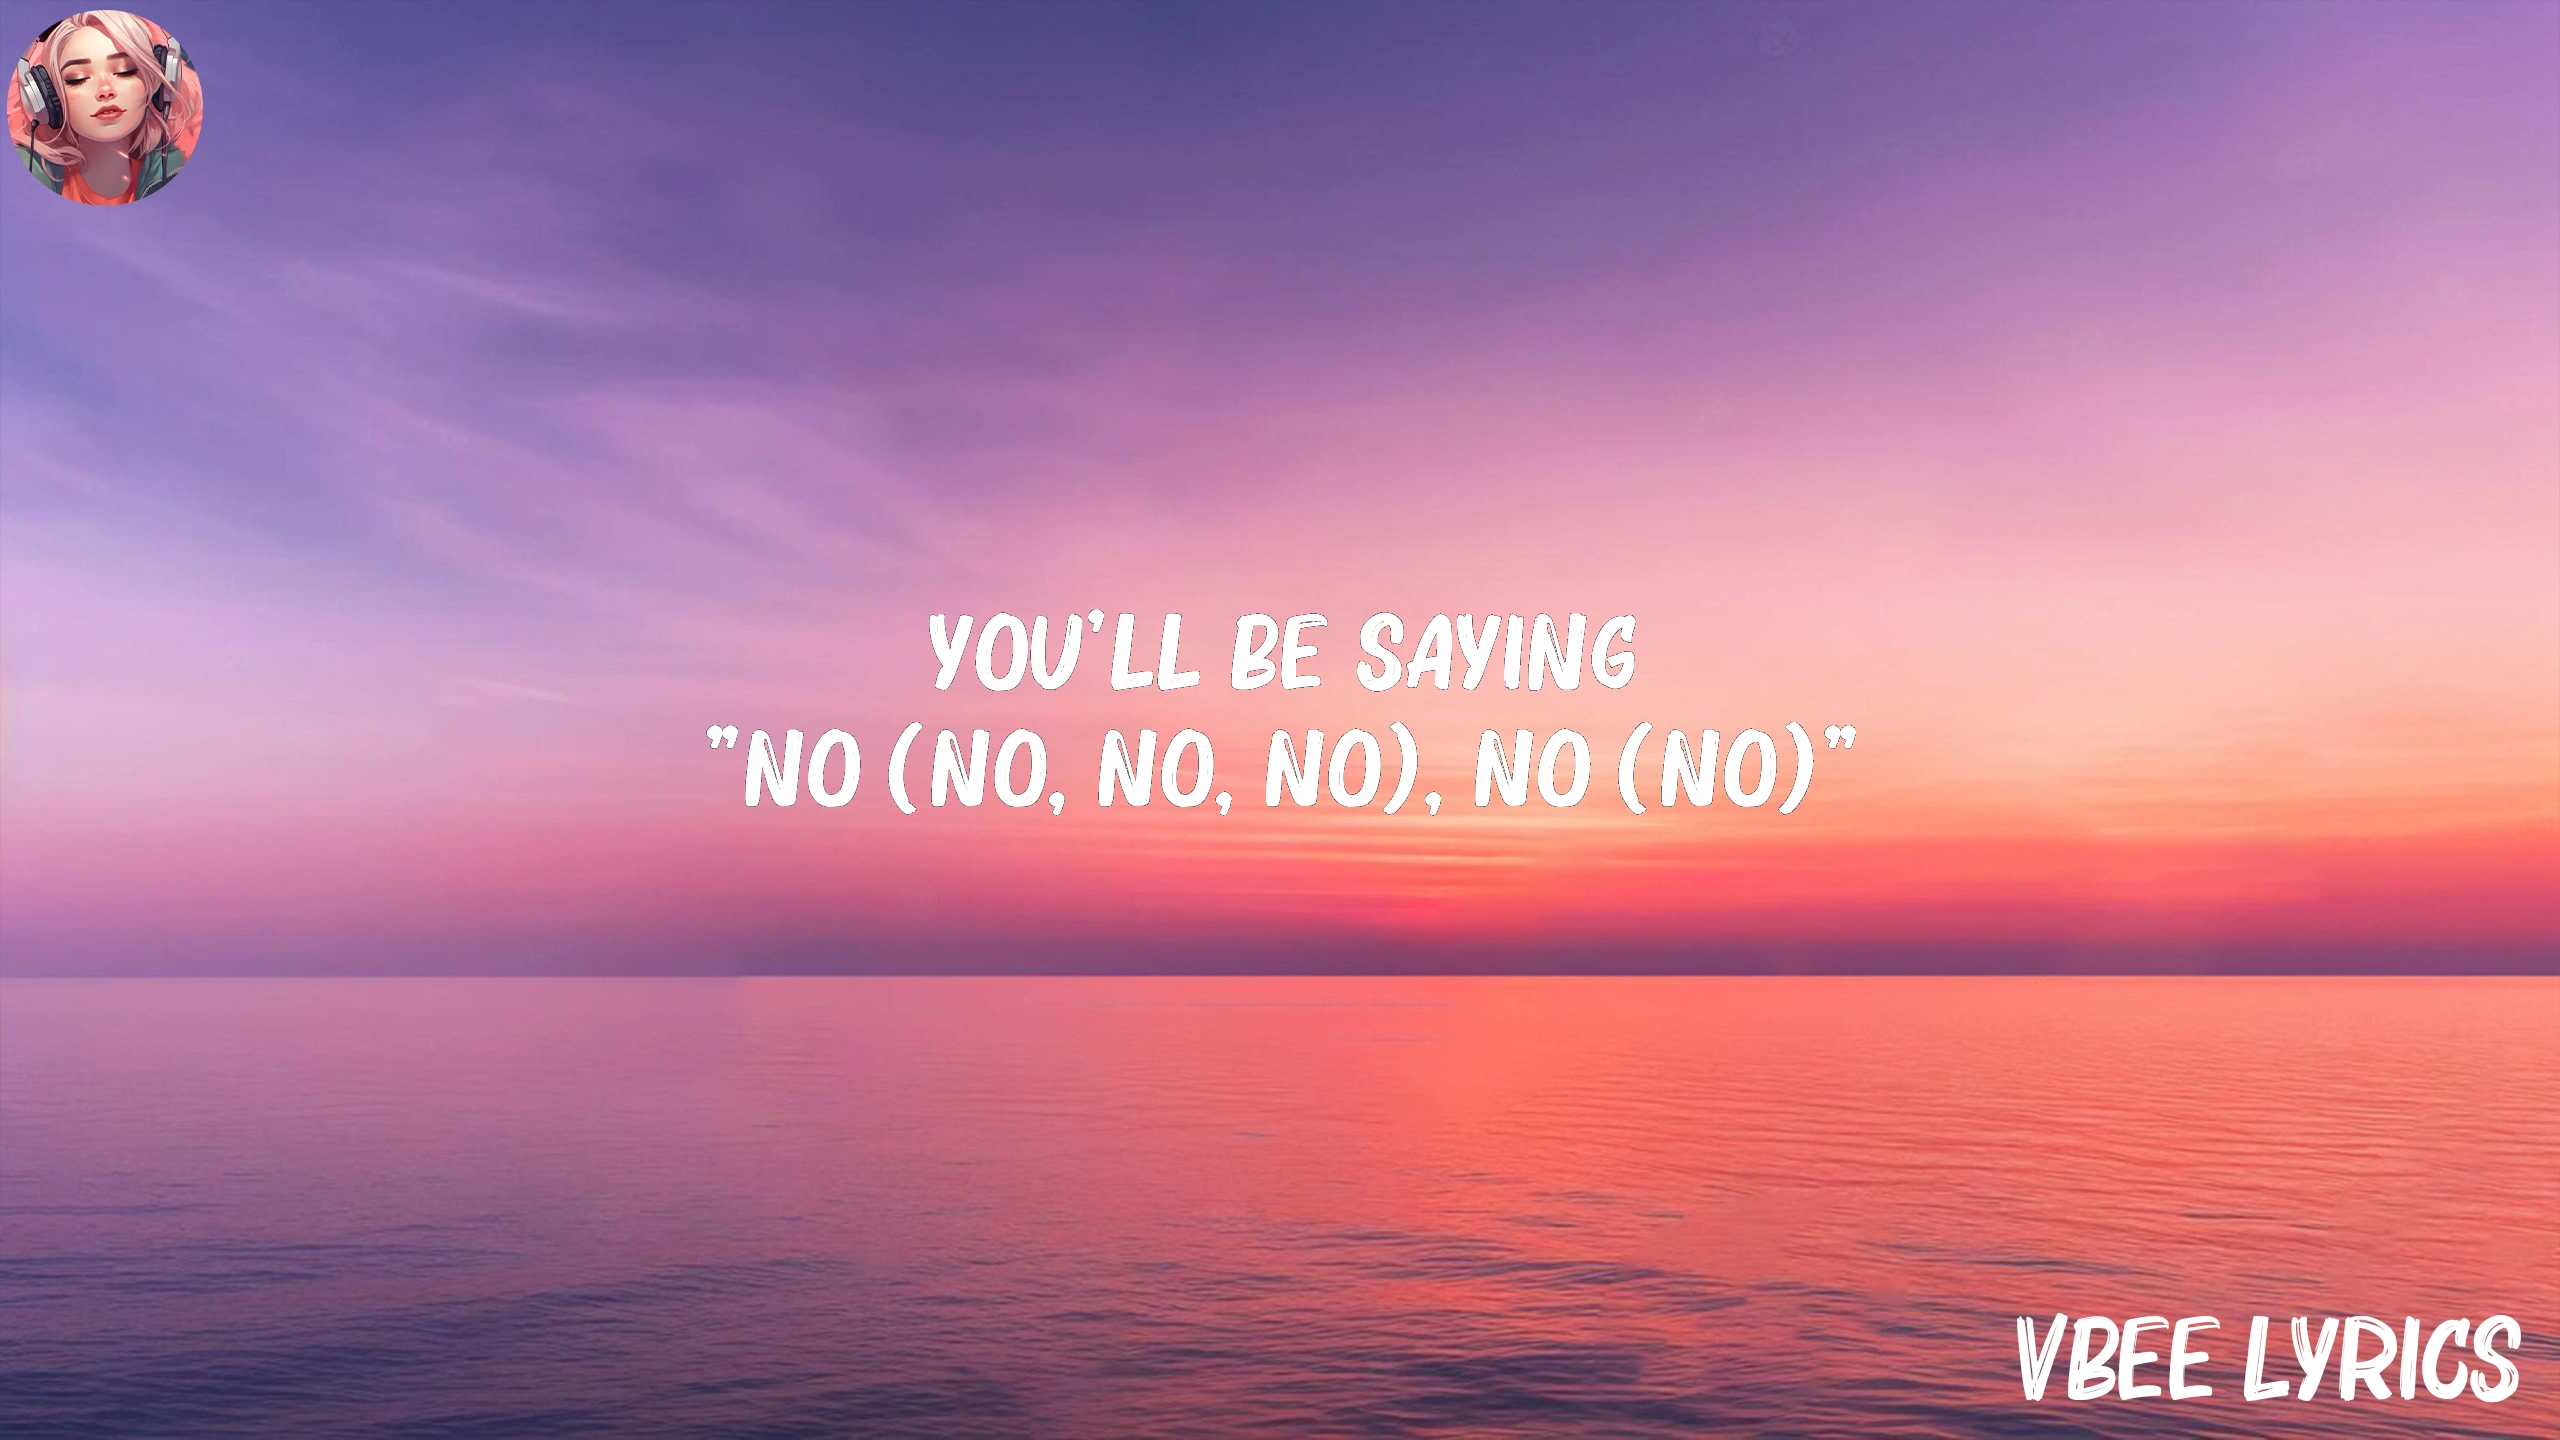 YOU'LL BE SAYING
"NO (NO, NO, NO), NO (NO)"
VBEE LYRICS